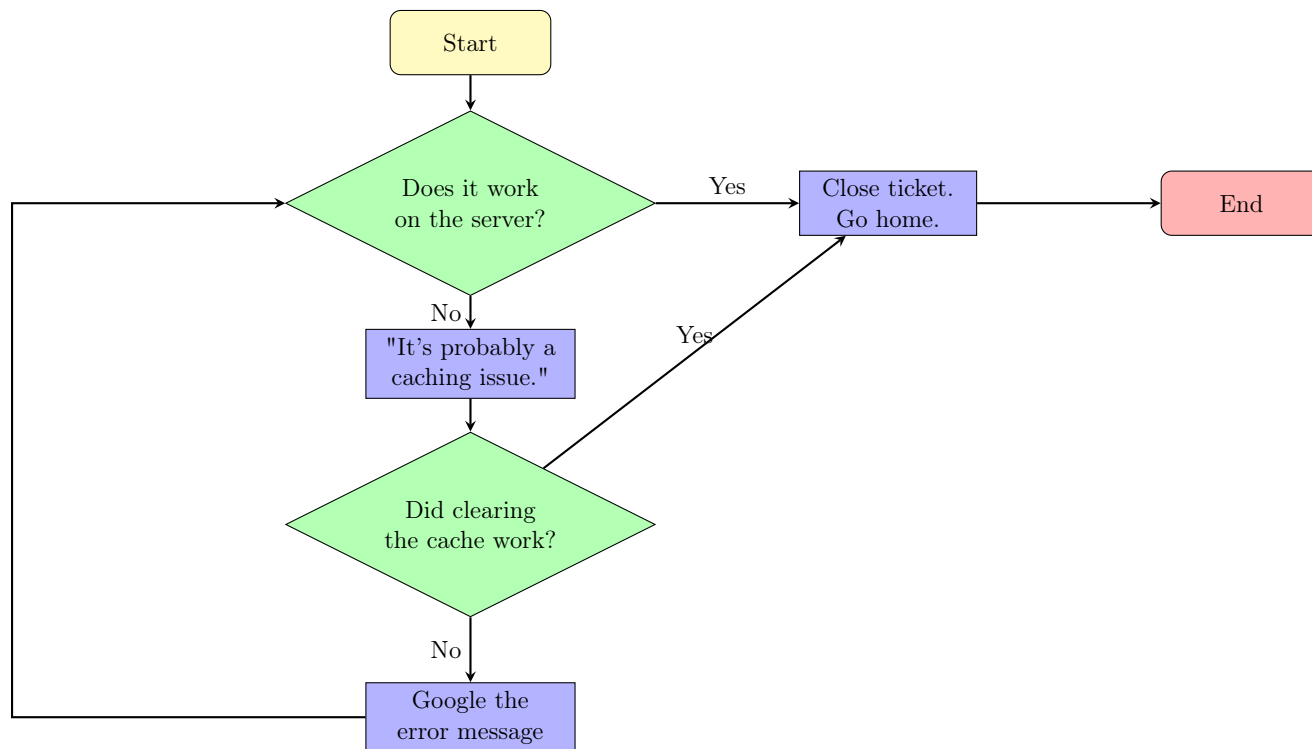 Start
Does it work
on the server?
Yes
Close ticket.
Go home.
End
No
"It's probably a
caching issue."
Yes
Did clearing
the cache work?
No
Google the
error message